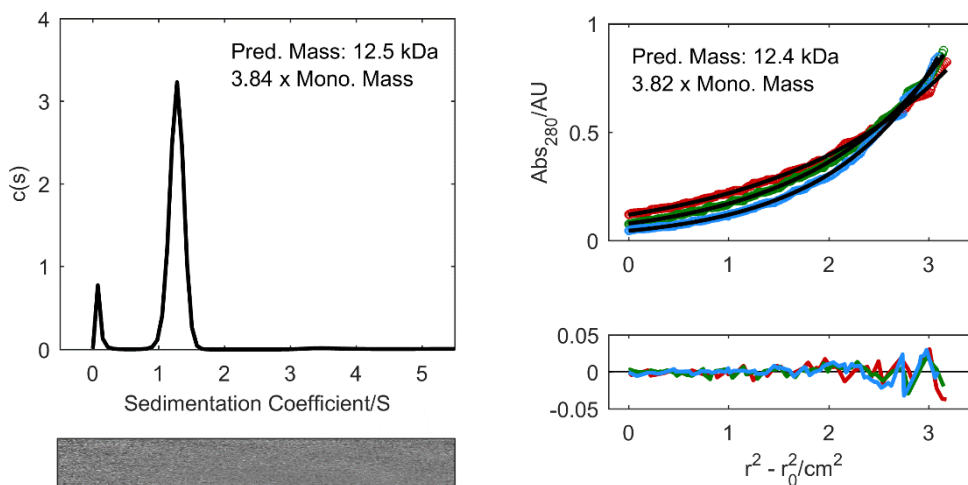 4
3
2
1
0
c(s)
Pred. Mass: 12.5 kDa
3.84 x Mono. Mass
0 1 2 3 4 5
Sedimentation Coefficient/S
1
0.5
0
Abs280/AU
Pred. Mass: 12.4 kDa
3.82 x Mono. Mass
0 1 2 3
0.05
0
-0.05
0 1 2 3
r² - r₀²/cm²